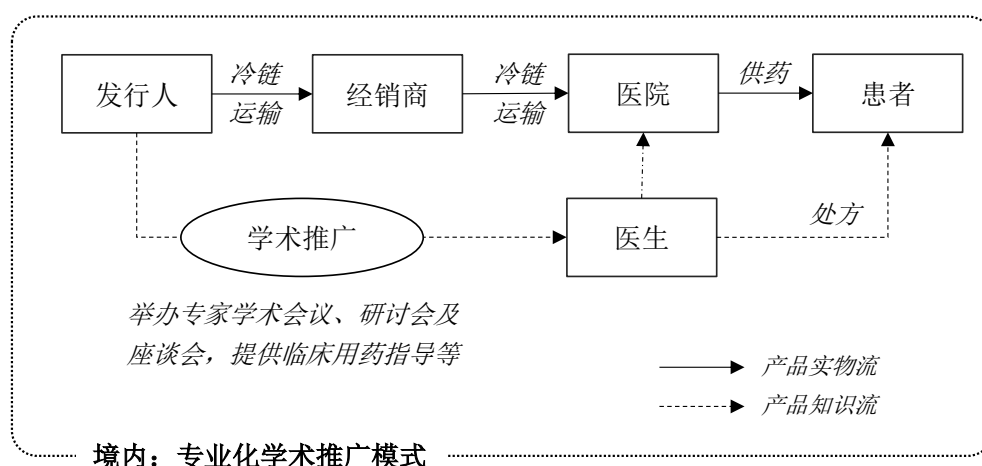 发行人
冷链
运输
经销商
冷链
运输
医院
供药
患者
学术推广
医生
处方
举办专家学术会议、研讨会及
座谈会，提供临床用药指导等
产品实物流
产品知识流
境内：专业化学术推广模式